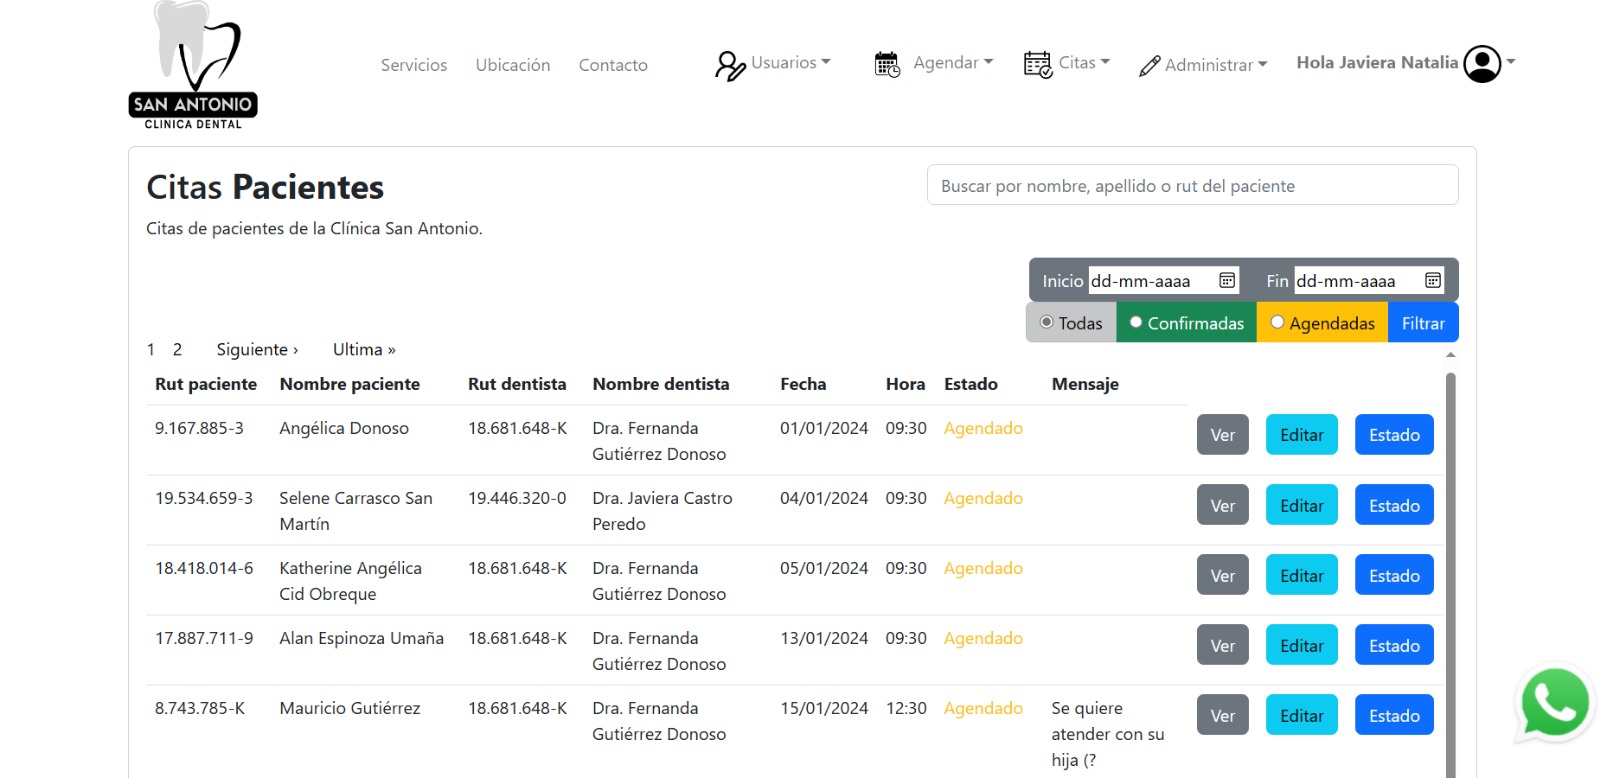 SAN ANTONIO
CLINICA DENTAL
Servicios Ubicación Contacto Usuarios Agendar Citas Administrar Hola Javiera Natalia
Citas Pacientes
Buscar por nombre, apellido o rut del paciente
Citas de pacientes de la Clínica San Antonio.
Inicio dd-mm-aaaa Fin dd-mm-aaaa
Todas Confirmadas Agendadas Filtrar
1 2 Siguiente › Ultima »
Rut paciente Nombre paciente Rut dentista Nombre dentista Fecha Hora Estado Mensaje
9.167.885-3 Angélica Donoso 18.681.648-K Dra. Fernanda 01/01/2024 09:30 Agendado Ver Editar Estado
Gutiérrez Donoso
19.534.659-3 Selene Carrasco San 19.446.320-0 Dra. Javiera Castro 04/01/2024 09:30 Agendado Ver Editar Estado
Martín Peredo
18.418.014-6 Katherine Angélica 18.681.648-K Dra. Fernanda 05/01/2024 09:30 Agendado Ver Editar Estado
Cid Obreque Gutiérrez Donoso
17.887.711-9 Alan Espinoza Umaña 18.681.648-K Dra. Fernanda 13/01/2024 09:30 Agendado Ver Editar Estado
Gutiérrez Donoso
8.743.785-K Mauricio Gutiérrez 18.681.648-K Dra. Fernanda 15/01/2024 12:30 Agendado Se quiere Ver Editar Estado
Gutiérrez Donoso atender con su
hija (?